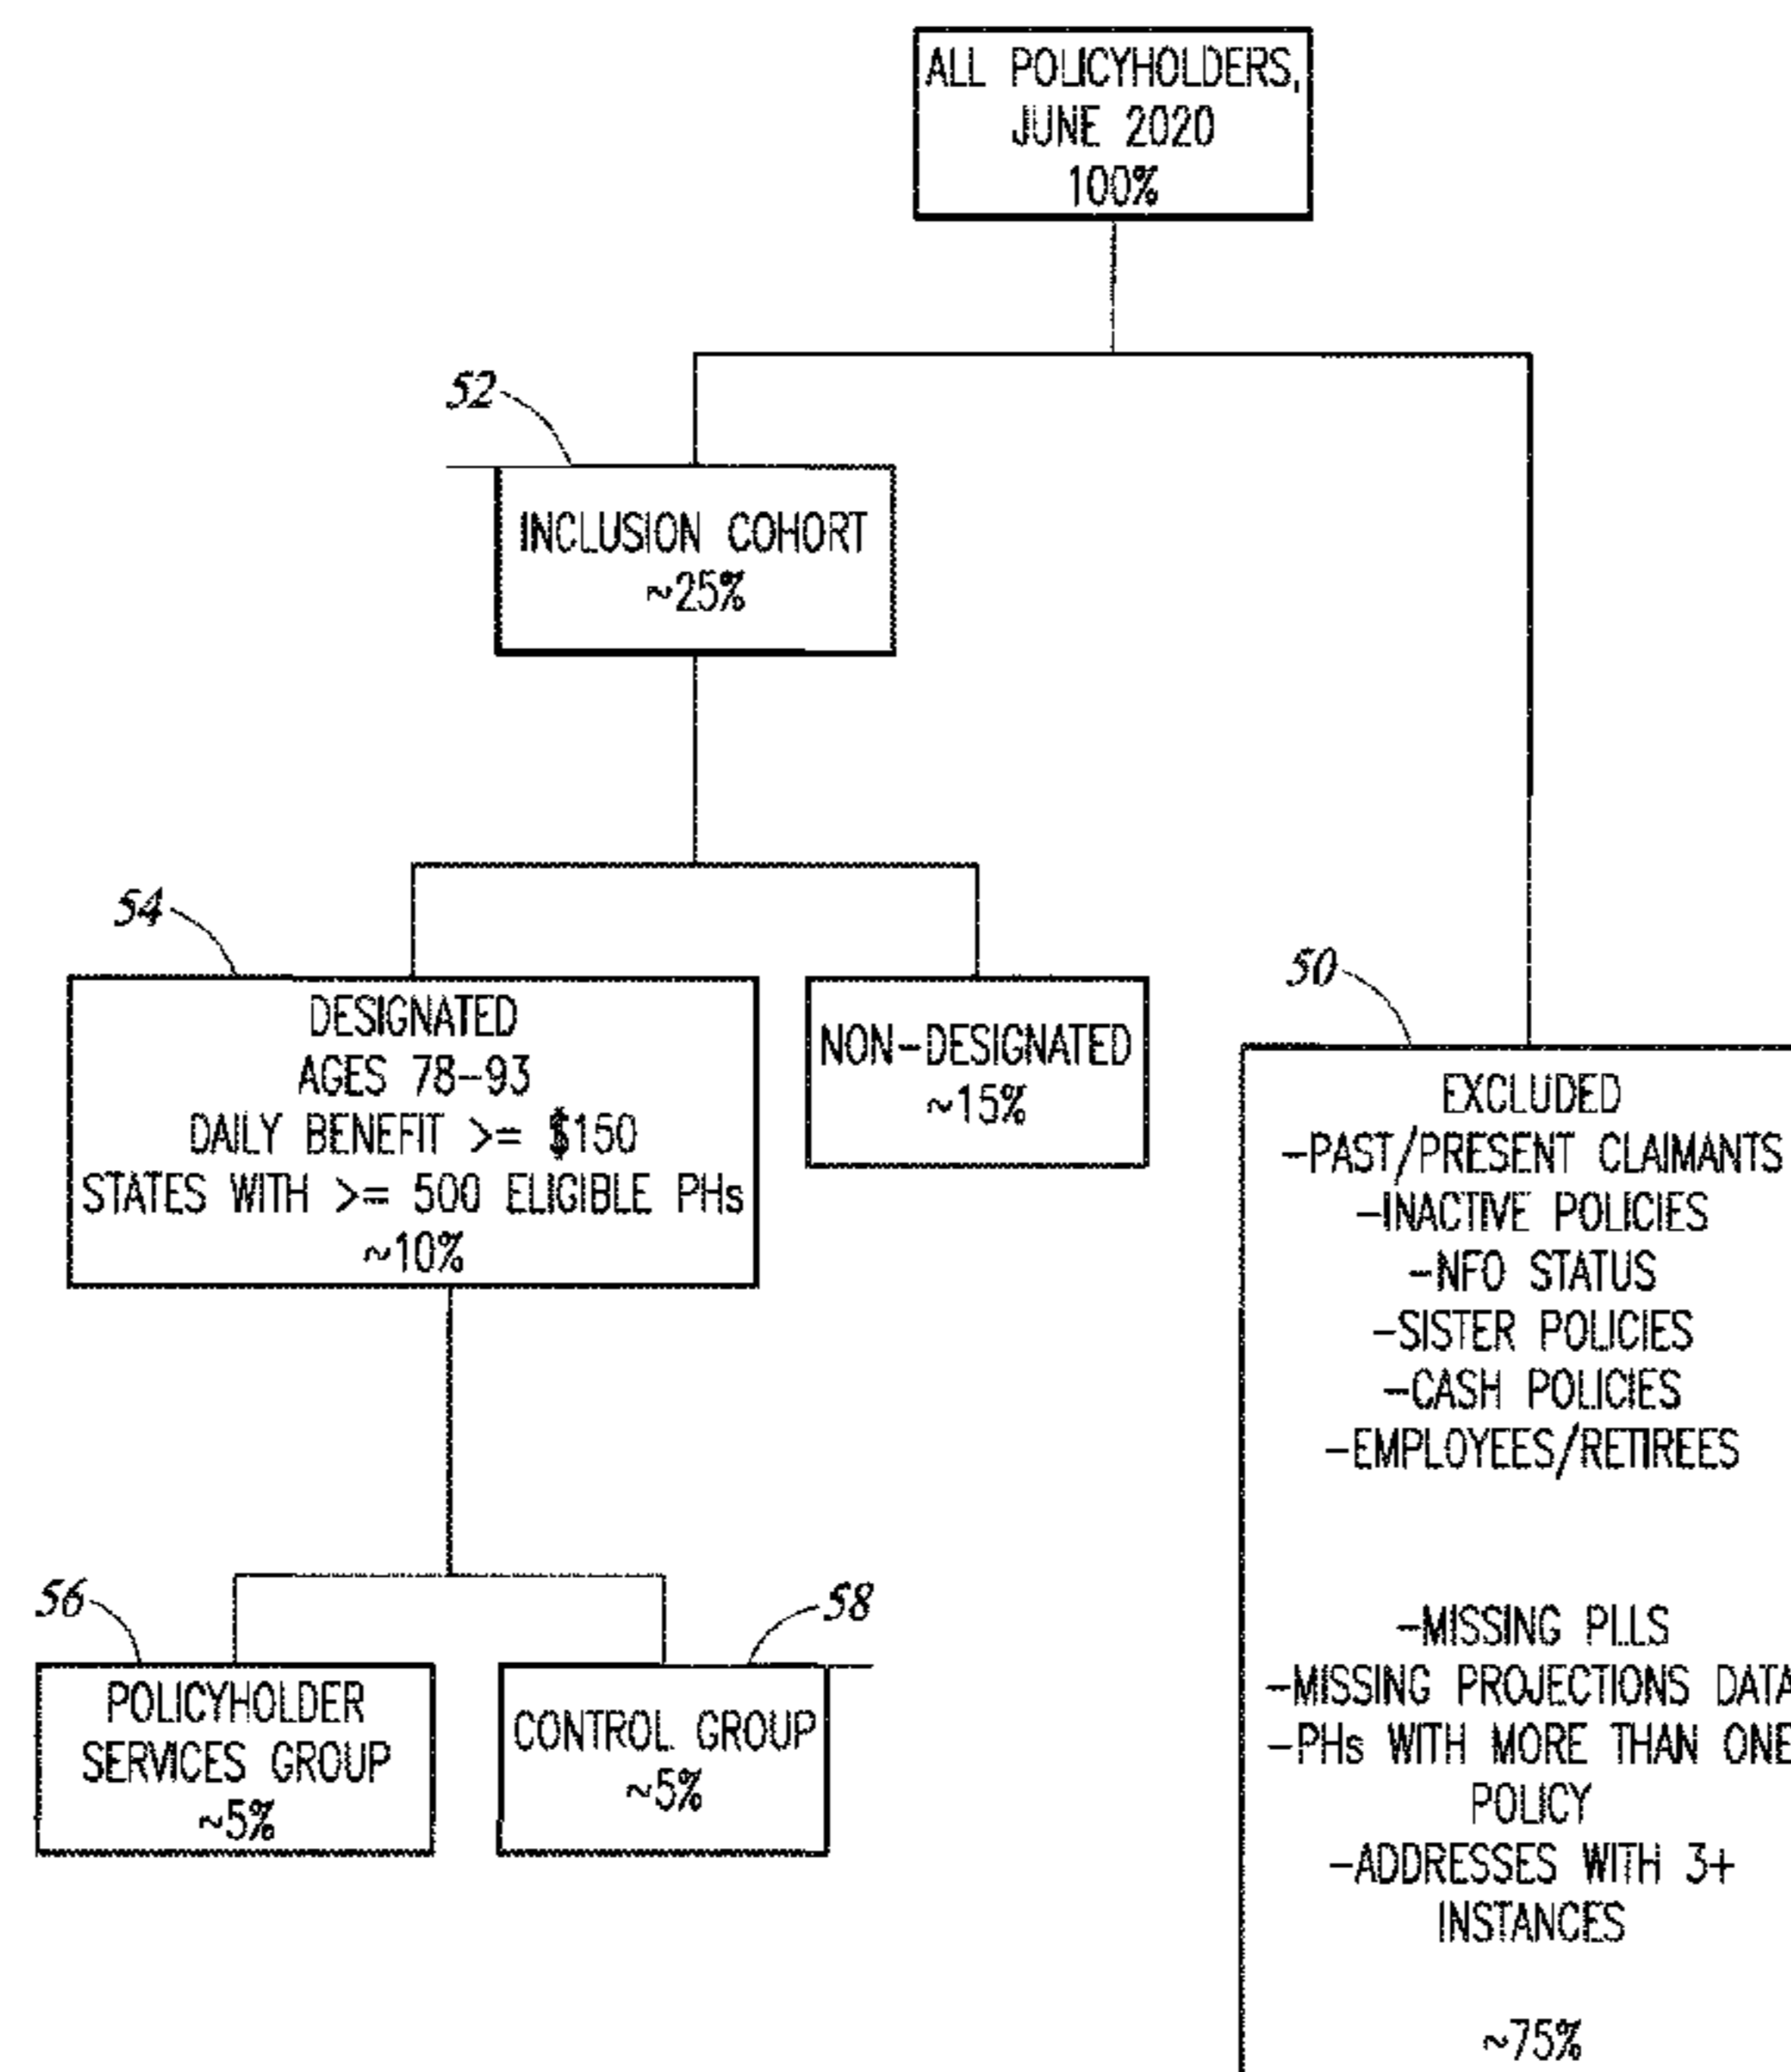 ALL POLICYHOLDERS,
JUNE 2020
100%
52
INCLUSION COHORT
~25%
54
DESIGNATED
AGES 78-93
DAILY BENEFIT >= $150
STATES WITH >= 500 ELIGIBLE PHs
~10%
NON-DESIGNATED
~15%
50
EXCLUDED
-PAST/PRESENT CLAIMANTS
-INACTIVE POLICIES
-NFO STATUS
-SISTER POLICIES
-CASH POLICIES
-EMPLOYEES/RETIREES
-MISSING PLLS
-MISSING PROJECTIONS DATA
-PHs WITH MORE THAN ONE
POLICY
-ADDRESSES WITH 3+
INSTANCES
~75%
56
POLICYHOLDER
SERVICES GROUP
~5%
58
CONTROL GROUP
~5%